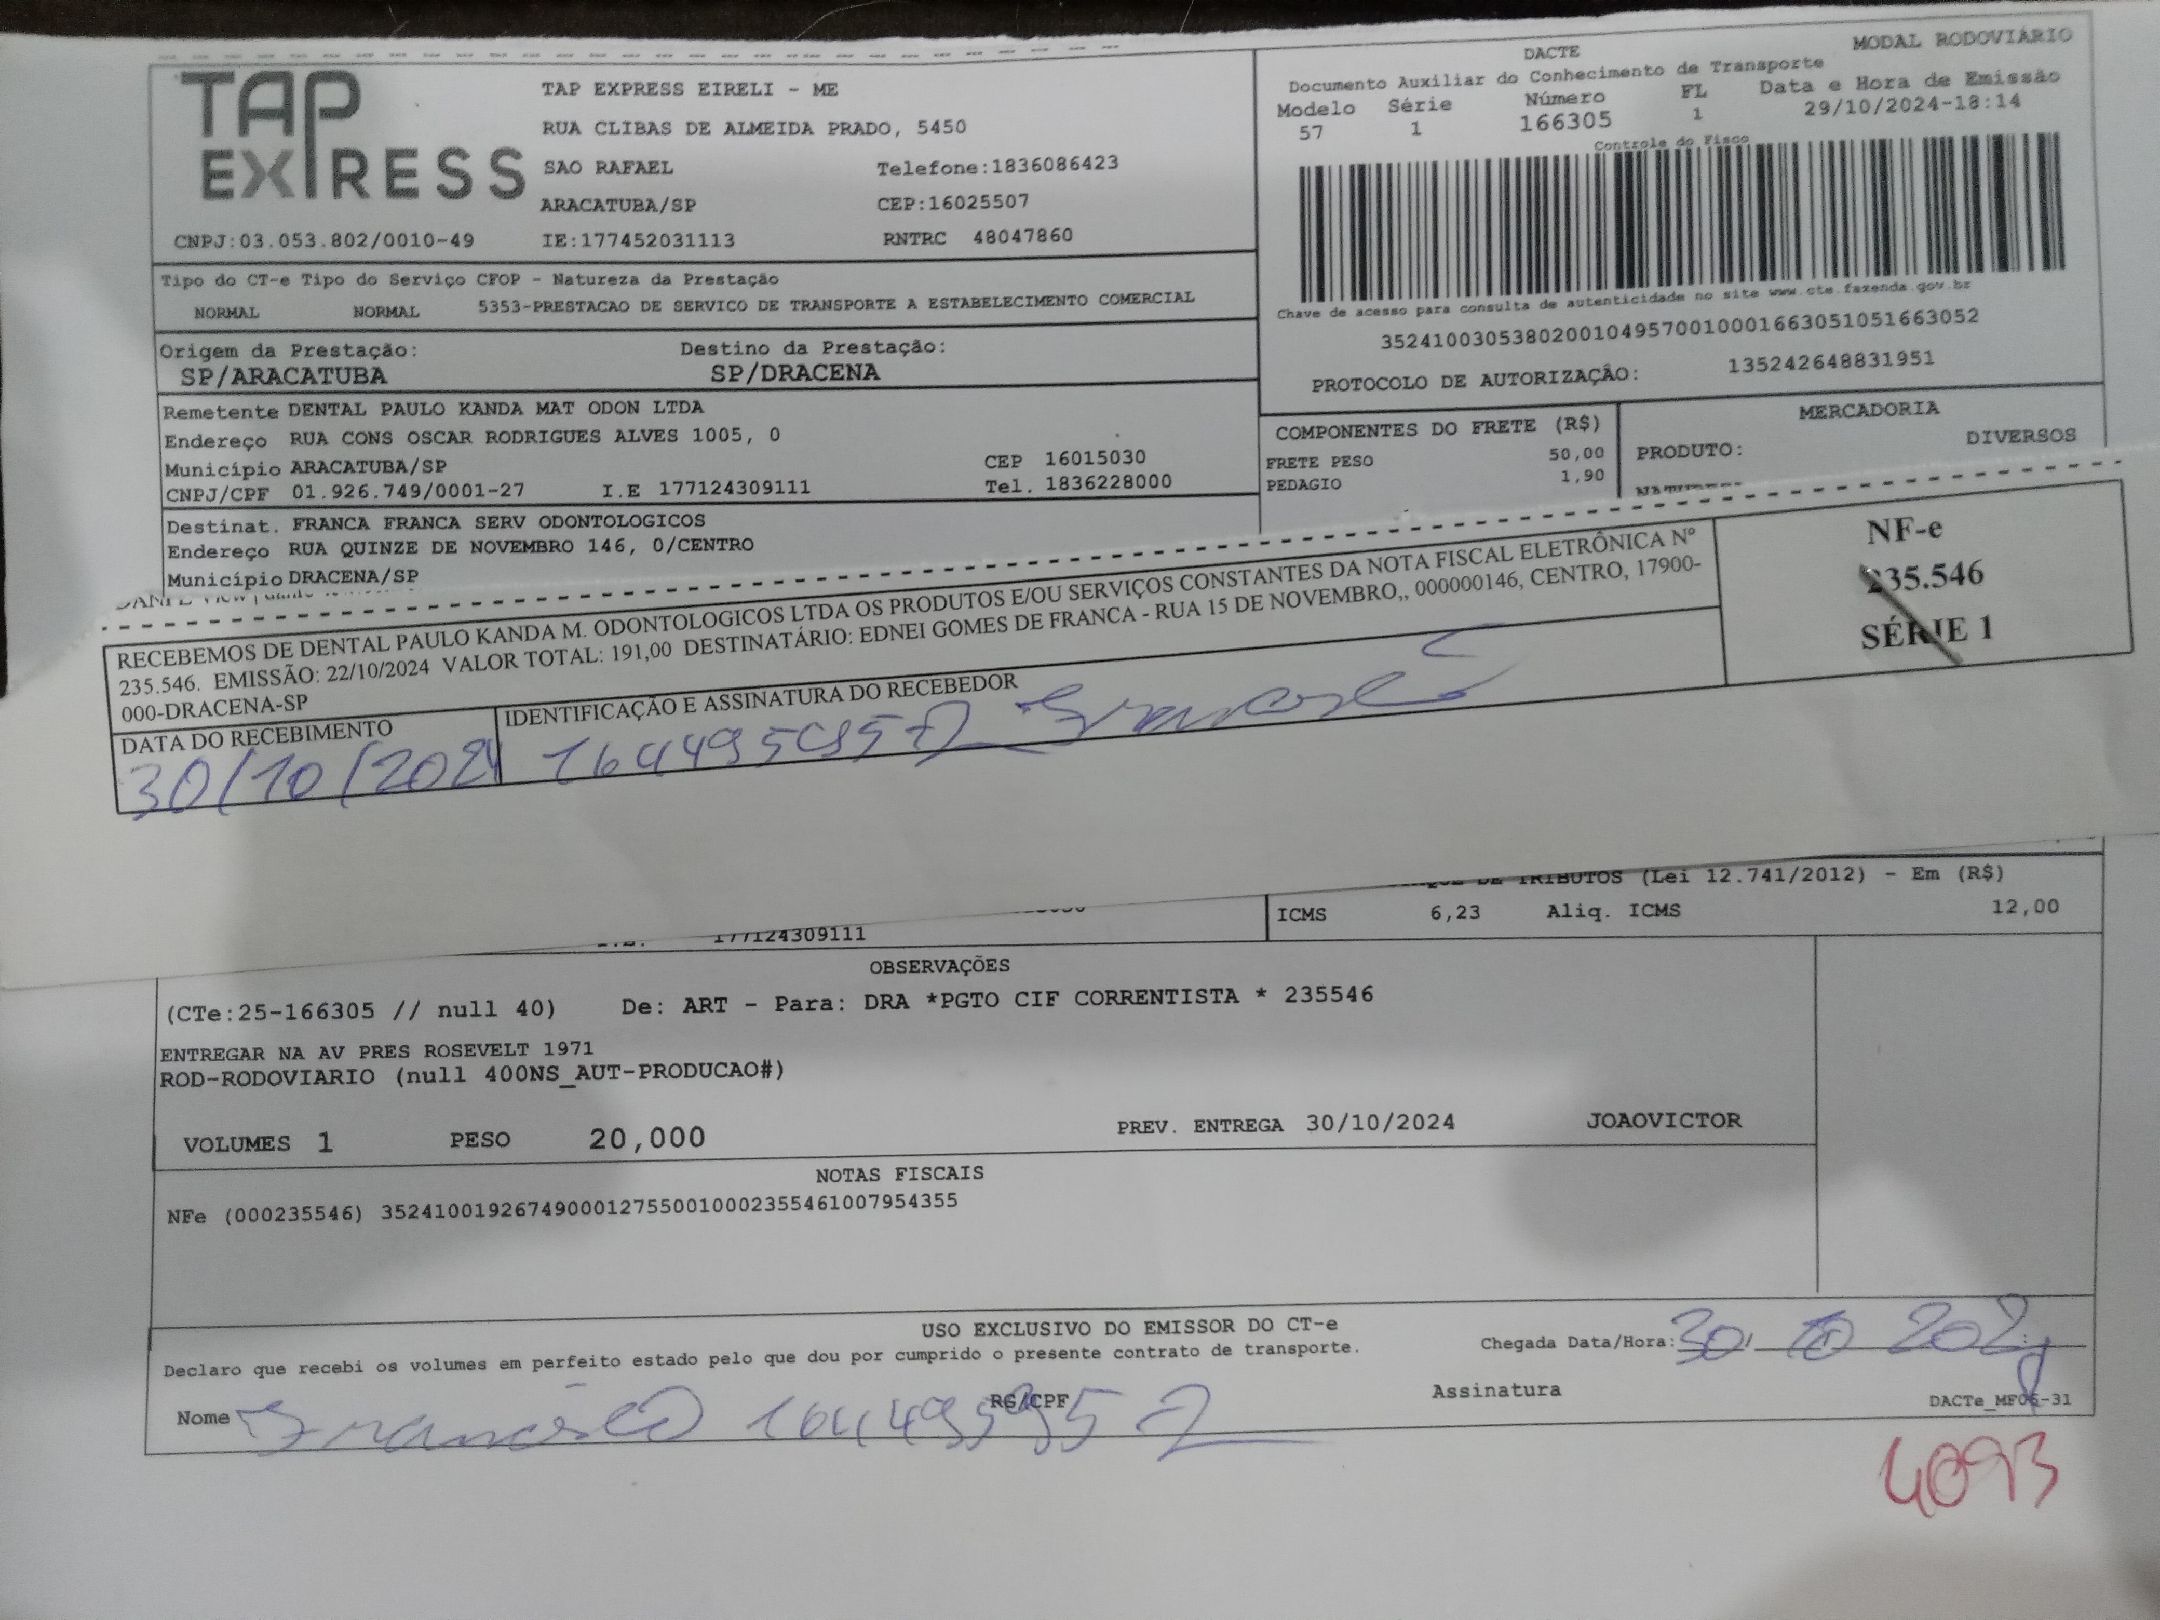 TAP EXPRESS
TAP EXPRESS EIRELI - ME
RUA CLIBAS DE ALMEIDA PRADO, 5450
SAO RAFAEL Telefone:1836086423
ARACATUBA/SP CEP:16025507
CNPJ:03.053.802/0010-49 IE:177452031113 RNTRC 48047860
DACTE MODAL RODOVIÁRIO
Documento Auxiliar do Conhecimento de Transporte
Modelo Série Número FL Data e Hora de Emissão
57 1 166305 1 29/10/2024-18:14
Controle do Fisco
Chave de acesso para consulta de autenticidade no site www.cte.fazenda.gov.br
35241003053802001049570010001663051051663052
PROTOCOLO DE AUTORIZAÇÃO: 135242648831951
Tipo do CT-e Tipo do Serviço CFOP - Natureza da Prestação
NORMAL NORMAL 5353-PRESTACAO DE SERVICO DE TRANSPORTE A ESTABELECIMENTO COMERCIAL
Origem da Prestação: Destino da Prestação:
SP/ARACATUBA SP/DRACENA
Remetente DENTAL PAULO KANDA MAT ODON LTDA
Endereço RUA CONS OSCAR RODRIGUES ALVES 1005, 0
Município ARACATUBA/SP CEP 16015030
CNPJ/CPF 01.926.749/0001-27 I.E 177124309111 Tel. 1836228000
COMPONENTES DO FRETE (R$)
FRETE PESO 50,00
PEDAGIO 1,90
MERCADORIA
PRODUTO: DIVERSOS
Destinat. FRANCA FRANCA SERV ODONTOLOGICOS
Endereço RUA QUINZE DE NOVEMBRO 146, 0/CENTRO
Município DRACENA/SP
RECEBEMOS DE DENTAL PAULO KANDA M. ODONTOLOGICOS LTDA OS PRODUTOS E/OU SERVIÇOS CONSTANTES DA NOTA FISCAL ELETRÔNICA Nº
235.546. EMISSÃO: 22/10/2024 VALOR TOTAL: 191,00 DESTINATÁRIO: EDNEI GOMES DE FRANCA - RUA 15 DE NOVEMBRO,, 000000146, CENTRO, 17900-
000-DRACENA-SP
NF-e
235.546
SÉRIE 1
DATA DO RECEBIMENTO IDENTIFICAÇÃO E ASSINATURA DO RECEBEDOR
30/10/2024
DE TRIBUTOS (Lei 12.741/2012) - Em (R$)
ICMS 6,23 Aliq. ICMS 12,00
177124309111
OBSERVAÇÕES
(CTe:25-166305 // null 40) De: ART - Para: DRA *PGTO CIF CORRENTISTA * 235546
ENTREGAR NA AV PRES ROSEVELT 1971
ROD-RODOVIARIO (null 400NS_AUT-PRODUCAO#)
VOLUMES 1 PESO 20,000 PREV. ENTREGA 30/10/2024 JOAOVICTOR
NOTAS FISCAIS
NFe (000235546) 35241001926749000127550010002355461007954355
USO EXCLUSIVO DO EMISSOR DO CT-e
Declaro que recebi os volumes em perfeito estado pelo que dou por cumprido o presente contrato de transporte. Chegada Data/Hora: 30 10 2024
Nome RG/CPF Assinatura DACTe_MF06-31
4093